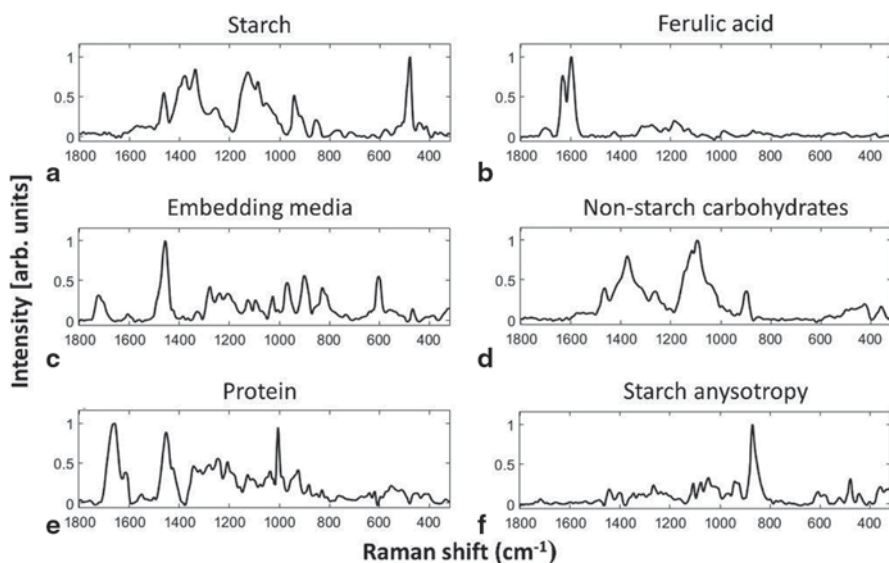 Starch
1
0.5
0
1800 1600 1400 1200 1000 800 600 400
a
Ferulic acid
1
0.5
0
1800 1600 1400 1200 1000 800 600 400
b
Embedding media
1
0.5
0
1800 1600 1400 1200 1000 800 600 400
c
Non-starch carbohydrates
1
0.5
0
1800 1600 1400 1200 1000 800 600 400
d
Protein
1
0.5
0
1800 1600 1400 1200 1000 800 600 400
e
Starch anysotropy
1
0.5
0
1800 1600 1400 1200 1000 800 600 400
f
Intensity [arb. units]
Raman shift (cm⁻¹)